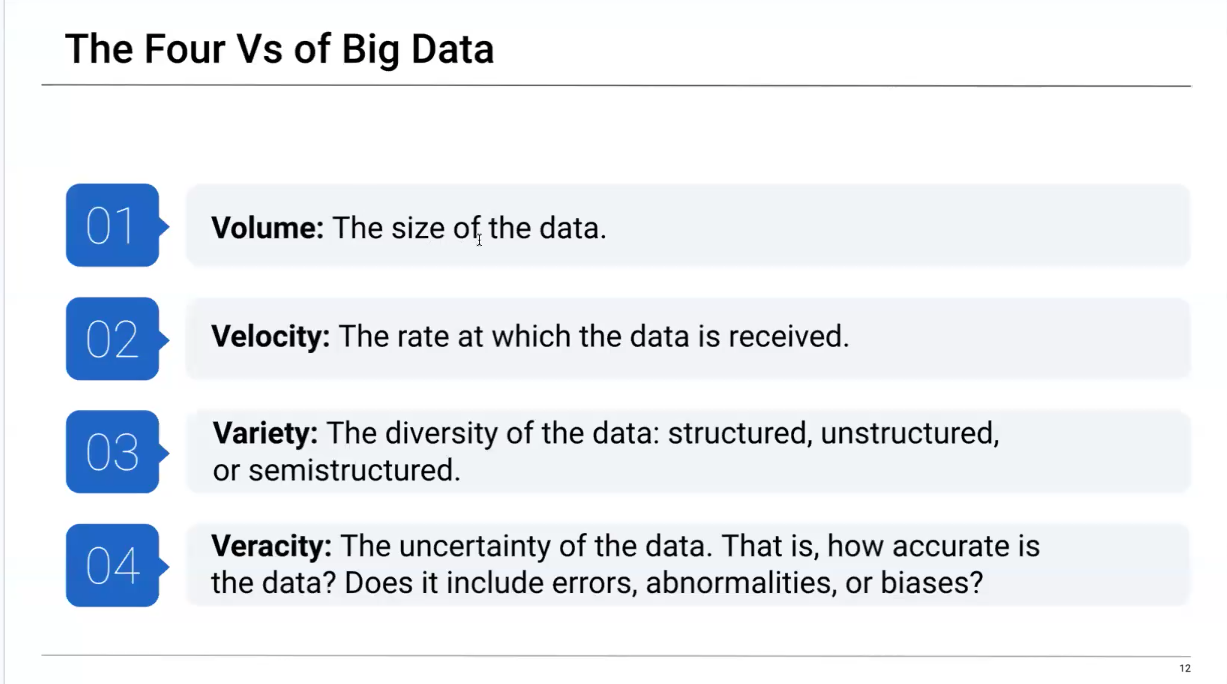 The Four Vs of Big Data
01
Volume: The size of the data.
02
Velocity: The rate at which the data is received.
03
Variety: The diversity of the data: structured, unstructured,
or semistructured.
04
Veracity: The uncertainty of the data. That is, how accurate is
the data? Does it include errors, abnormalities, or biases?
12